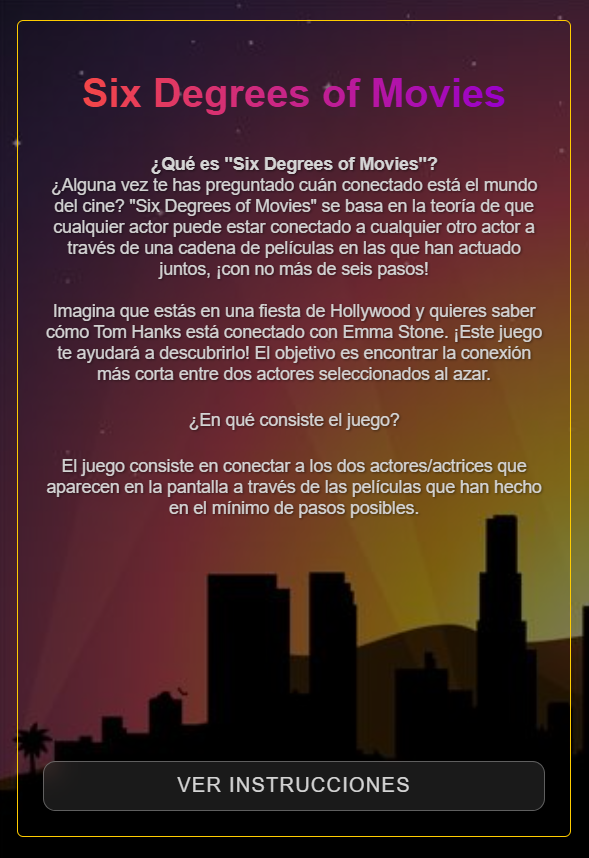 Six Degrees of Movies
¿Qué es "Six Degrees of Movies"?
¿Alguna vez te has preguntado cuán conectado está el mundo
del cine? "Six Degrees of Movies" se basa en la teoría de que
cualquier actor puede estar conectado a cualquier otro actor a
través de una cadena de películas en las que han actuado
juntos, ¡con no más de seis pasos!
Imagina que estás en una fiesta de Hollywood y quieres saber
cómo Tom Hanks está conectado con Emma Stone. ¡Este juego
te ayudará a descubrirlo! El objetivo es encontrar la conexión
más corta entre dos actores seleccionados al azar.
¿En qué consiste el juego?
El juego consiste en conectar a los dos actores/actrices que
aparecen en la pantalla a través de las películas que han hecho
en el mínimo de pasos posibles.
VER INSTRUCCIONES